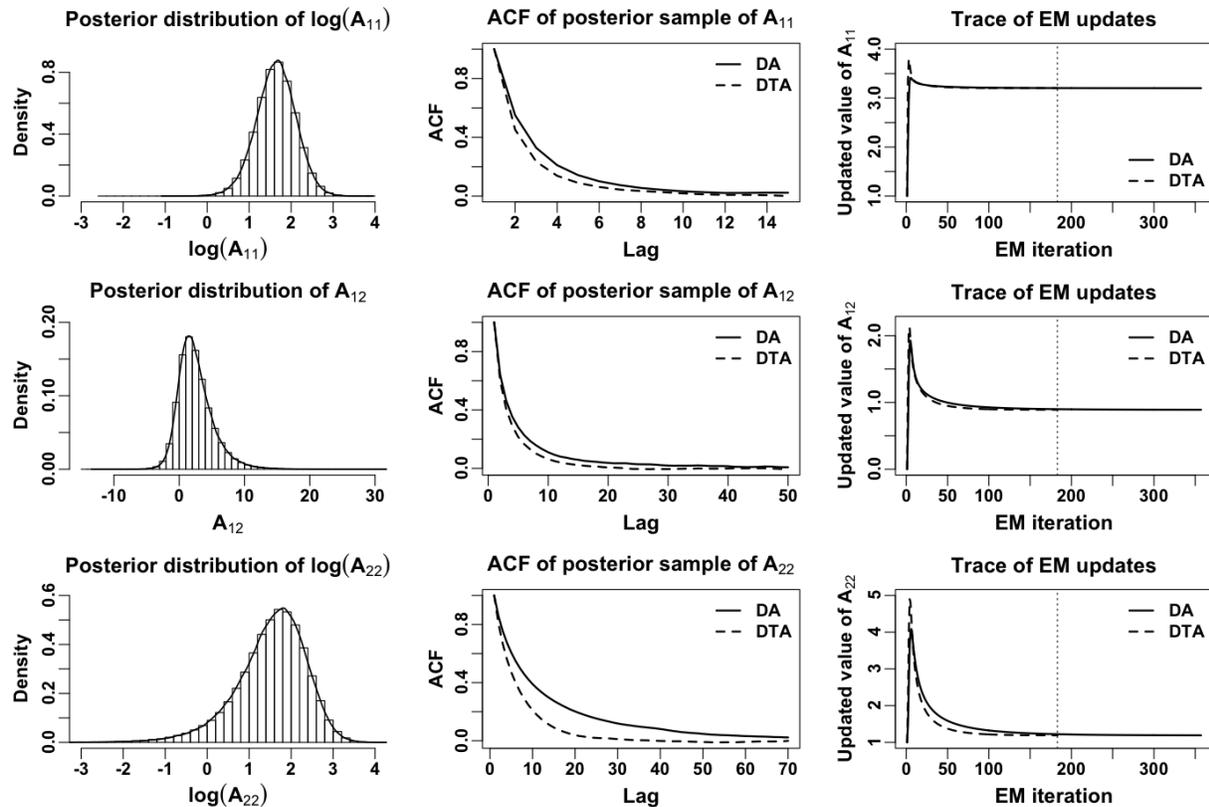 Posterior distribution of log(A11)
Density
0.0 0.4 0.8
-3 -2 -1 0 1 2 3 4
log(A11)
ACF of posterior sample of A11
ACF
0.0 0.4 0.8
DA
DTA
2 4 6 8 10 12 14
Lag
Trace of EM updates
Updated value of A11
1.0 2.0 3.0 4.0
DA
DTA
0 50 100 200 300
EM iteration
Posterior distribution of A12
Density
0.00 0.10 0.20
-10 0 10 20 30
A12
ACF of posterior sample of A12
ACF
0.0 0.4 0.8
DA
DTA
0 10 20 30 40 50
Lag
Trace of EM updates
Updated value of A12
0.0 1.0 2.0
DA
DTA
0 50 100 200 300
EM iteration
Posterior distribution of log(A22)
Density
0.0 0.2 0.4 0.6
-3 -2 -1 0 1 2 3 4
log(A22)
ACF of posterior sample of A22
ACF
0.0 0.4 0.8
DA
DTA
0 10 20 30 40 50 60 70
Lag
Trace of EM updates
Updated value of A22
1 2 3 4 5
DA
DTA
0 50 100 200 300
EM iteration